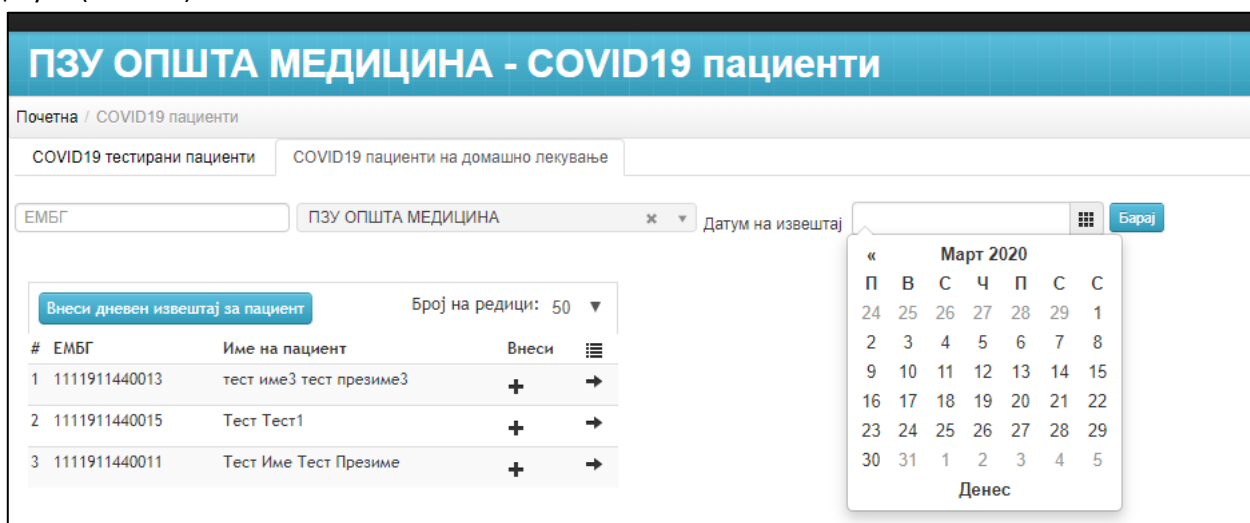 ПЗУ ОПШТА МЕДИЦИНА - COVID19 пациенти
Почетна / COVID19 пациенти
COVID19 тестирани пациенти COVID19 пациенти на домашно лекување
ЕМБГ ПЗУ ОПШТА МЕДИЦИНА Датум на извештај Барај
« Март 2020
П В С Ч П С С
24 25 26 27 28 29 1
2 3 4 5 6 7 8
9 10 11 12 13 14 15
16 17 18 19 20 21 22
23 24 25 26 27 28 29
30 31 1 2 3 4 5
Денес
Внеси дневен извештај за пациент Број на редици: 50
# ЕМБГ Име на пациент Внеси
1 1111911440013 тест име3 тест презиме3
2 1111911440015 Тест Тест1
3 1111911440011 Тест Име Тест Презиме